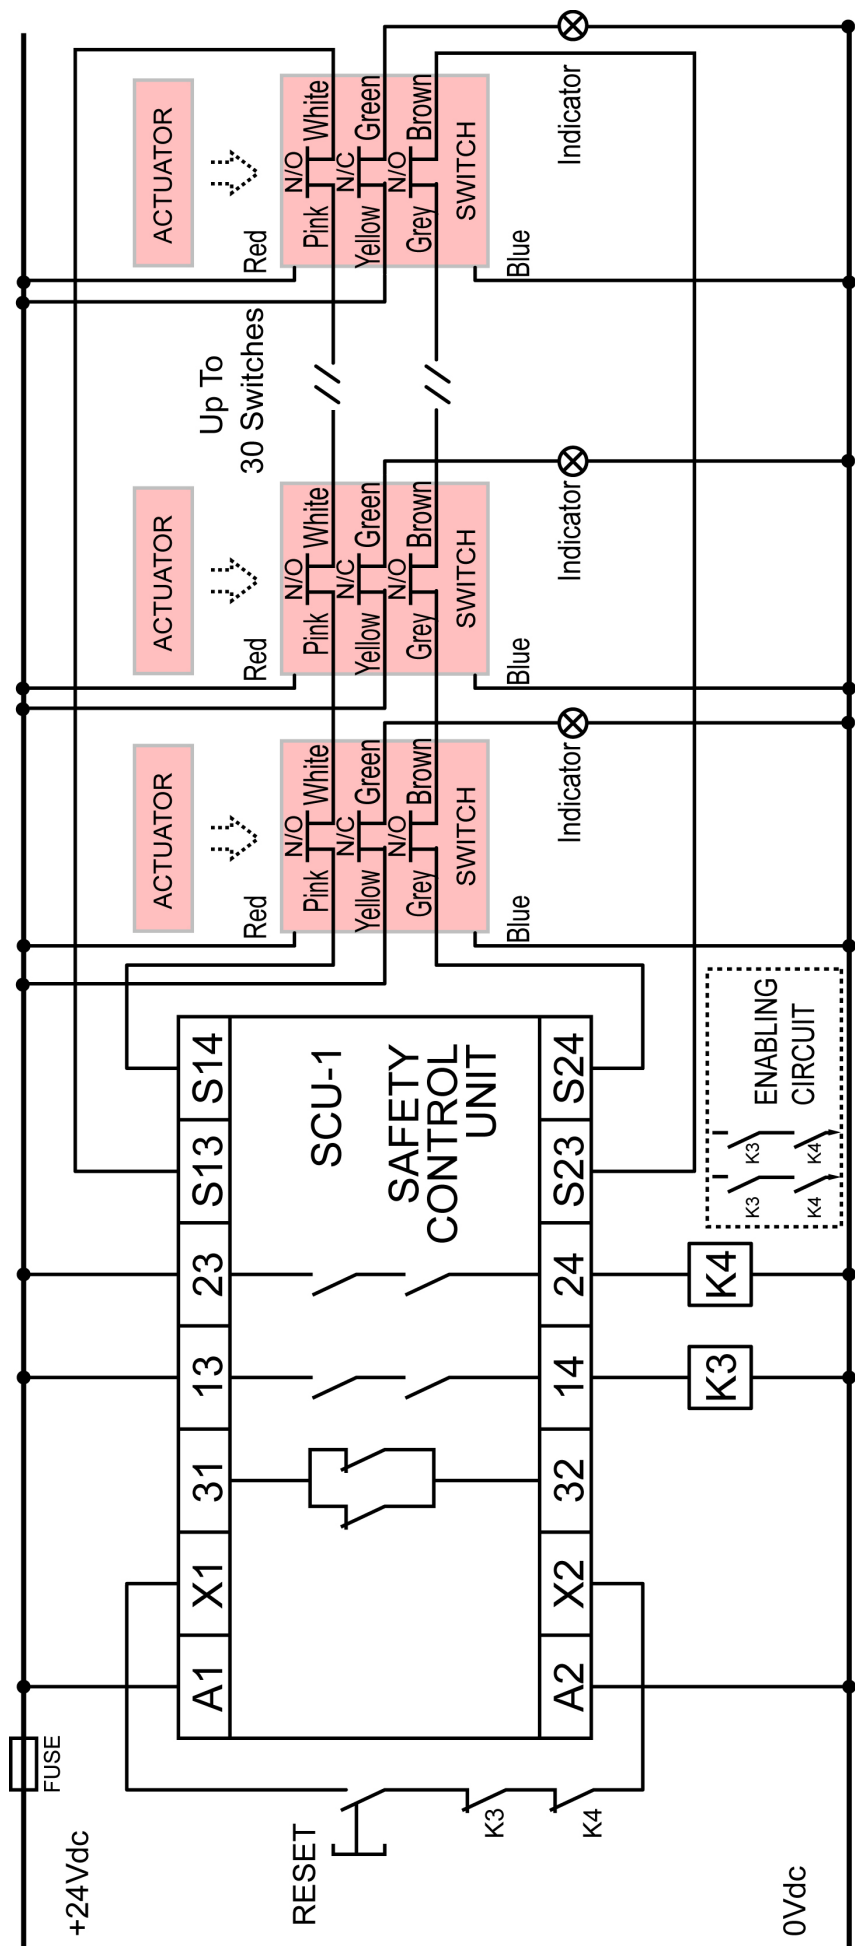 +24Vdc
FUSE
RESET
K3
K4
0Vdc
A1
X1
31
13
23
S13
S14
SCU-1
SAFETY
CONTROL
UNIT
A2
X2
32
14
24
S23
S24
K3
K4
K3
K4
K3
K4
ENABLING
CIRCUIT
ACTUATOR
Red
N/O
Pink
White
N/C
Yellow
Green
N/O
Grey
Brown
SWITCH
Blue
Indicator
ACTUATOR
Red
N/O
Pink
White
N/C
Yellow
Green
N/O
Grey
Brown
SWITCH
Blue
Indicator
Up To
30 Switches
ACTUATOR
Red
N/O
Pink
White
N/C
Yellow
Green
N/O
Grey
Brown
SWITCH
Blue
Indicator